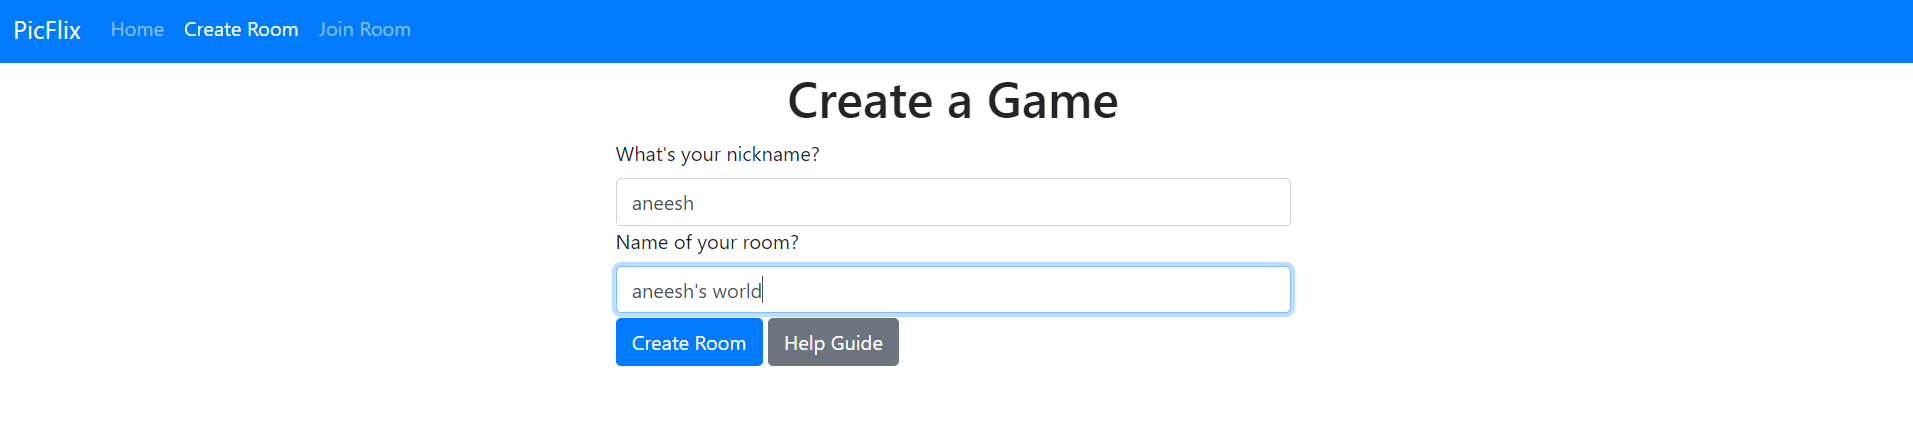 PicFlix Home Create Room Join Room
Create a Game
What's your nickname?
aneesh
Name of your room?
aneesh's world
Create Room Help Guide